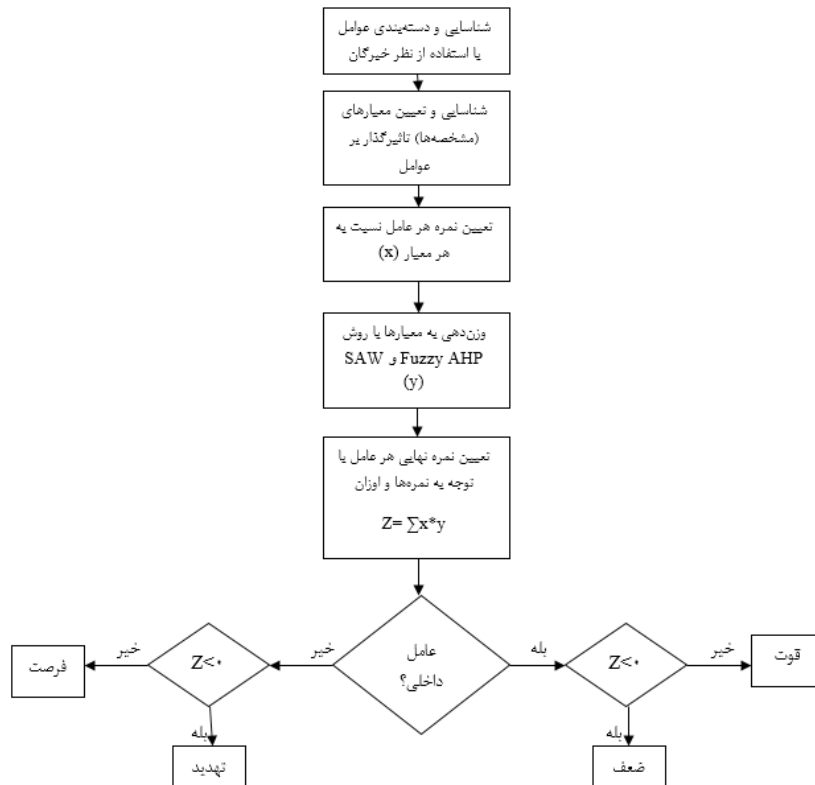 شناسایی و دسته‌بندی عوامل
با استفاده از نظر خبرگان
شناسایی و تعیین معیارهای
(مشخصه‌ها) تاثیرگذار بر
عوامل
تعیین نمره هر عامل نسبت به
هر معیار (x)
وزن‌دهی به معیارها با روش
Fuzzy AHP و SAW
(y)
تعیین نمره نهایی هر عامل با
توجه به نمره‌ها و اوزان
Z= ∑x*y
عامل
داخلی؟
بله
Z<۰
خیر
قوت
بله
ضعف
خیر
Z<۰
خیر
فرصت
بله
تهدید